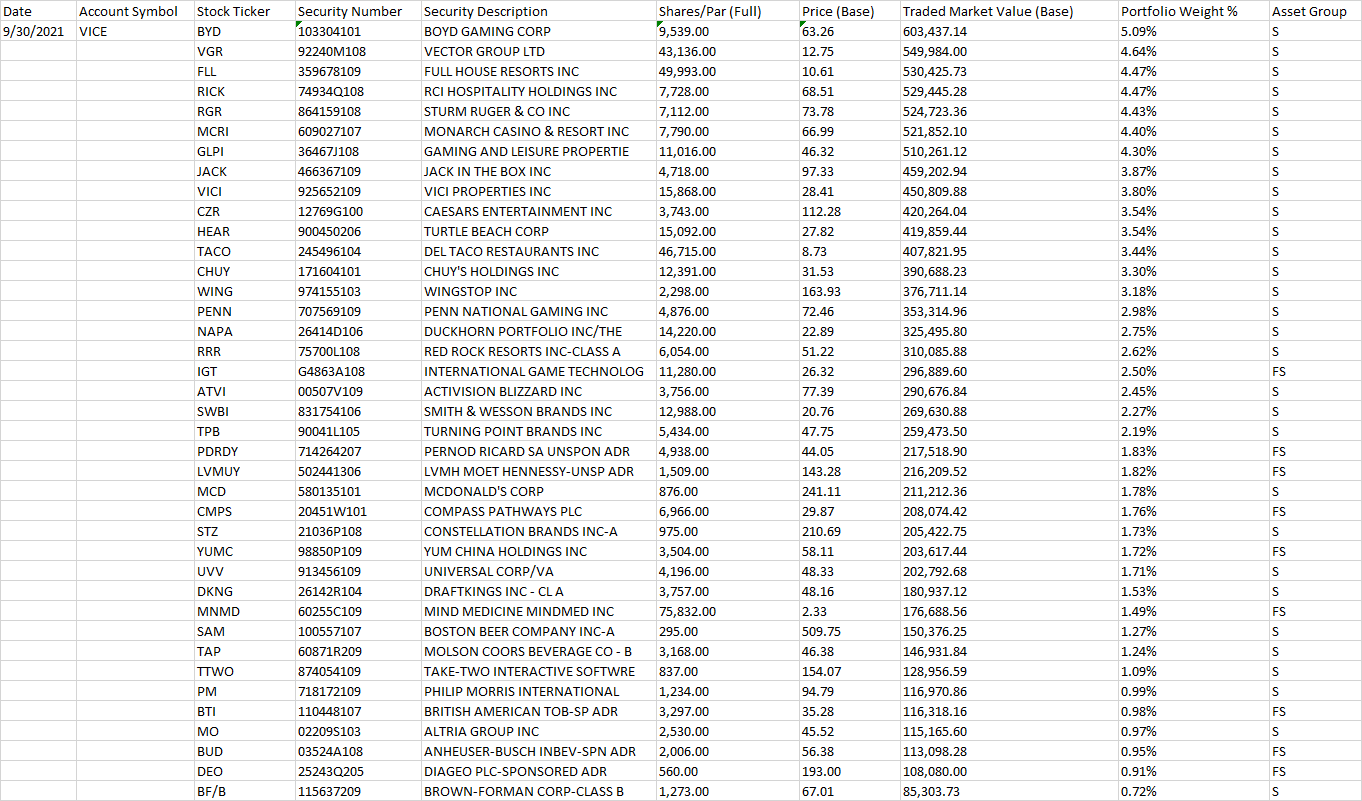 Date Account Symbol Stock Ticker Security Number Security Description Shares/Par (Full) Price (Base) Traded Market Value (Base) Portfolio Weight % Asset Group
9/30/2021 VICE BYD 103304101 BOYD GAMING CORP 9,539.00 63.26 603,437.14 5.09% S
VGR 92240M108 VECTOR GROUP LTD 43,136.00 12.75 549,984.00 4.64% S
FLL 359678109 FULL HOUSE RESORTS INC 49,993.00 10.61 530,425.73 4.47% S
RICK 74934Q108 RCI HOSPITALITY HOLDINGS INC 7,728.00 68.51 529,445.28 4.47% S
RGR 864159108 STURM RUGER & CO INC 7,112.00 73.78 524,723.36 4.43% S
MCRI 609027107 MONARCH CASINO & RESORT INC 7,790.00 66.99 521,852.10 4.40% S
GLPI 36467J108 GAMING AND LEISURE PROPERTIE 11,016.00 46.32 510,261.12 4.30% S
JACK 466367109 JACK IN THE BOX INC 4,718.00 97.33 459,202.94 3.87% S
VICI 925652109 VICI PROPERTIES INC 15,868.00 28.41 450,809.88 3.80% S
CZR 12769G100 CAESARS ENTERTAINMENT INC 3,743.00 112.28 420,264.04 3.54% S
HEAR 900450206 TURTLE BEACH CORP 15,092.00 27.82 419,859.44 3.54% S
TACO 245496104 DEL TACO RESTAURANTS INC 46,715.00 8.73 407,821.95 3.44% S
CHUY 171604101 CHUY'S HOLDINGS INC 12,391.00 31.53 390,688.23 3.30% S
WING 974155103 WINGSTOP INC 2,298.00 163.93 376,711.14 3.18% S
PENN 707569109 PENN NATIONAL GAMING INC 4,876.00 72.46 353,314.96 2.98% S
NAPA 26414D106 DUCKHORN PORTFOLIO INC/THE 14,220.00 22.89 325,495.80 2.75% S
RRR 75700L108 RED ROCK RESORTS INC-CLASS A 6,054.00 51.22 310,085.88 2.62% S
IGT G4863A108 INTERNATIONAL GAME TECHNOLOG 11,280.00 26.32 296,889.60 2.50% FS
ATVI 00507V109 ACTIVISION BLIZZARD INC 3,756.00 77.39 290,676.84 2.45% S
SWBI 831754106 SMITH & WESSON BRANDS INC 12,988.00 20.76 269,630.88 2.27% S
TPB 90041L105 TURNING POINT BRANDS INC 5,434.00 47.75 259,473.50 2.19% S
PDRDY 714264207 PERNOD RICARD SA UNSPON ADR 4,938.00 44.05 217,518.90 1.83% FS
LVMUY 502441306 LVMH MOET HENNESSY-UNSP ADR 1,509.00 143.28 216,209.52 1.82% FS
MCD 580135101 MCDONALD'S CORP 876.00 241.11 211,212.36 1.78% S
CMPS 20451W101 COMPASS PATHWAYS PLC 6,966.00 29.87 208,074.42 1.76% FS
STZ 21036P108 CONSTELLATION BRANDS INC-A 975.00 210.69 205,422.75 1.73% S
YUMC 98850P109 YUM CHINA HOLDINGS INC 3,504.00 58.11 203,617.44 1.72% FS
UVV 913456109 UNIVERSAL CORP/VA 4,196.00 48.33 202,792.68 1.71% S
DKNG 26142R104 DRAFTKINGS INC - CL A 3,757.00 48.16 180,937.12 1.53% S
MNMD 60255C109 MIND MEDICINE MINDMED INC 75,832.00 2.33 176,688.56 1.49% FS
SAM 100557107 BOSTON BEER COMPANY INC-A 295.00 509.75 150,376.25 1.27% S
TAP 60871R209 MOLSON COORS BEVERAGE CO - B 3,168.00 46.38 146,931.84 1.24% S
TTWO 874054109 TAKE-TWO INTERACTIVE SOFTWRE 837.00 154.07 128,956.59 1.09% S
PM 718172109 PHILIP MORRIS INTERNATIONAL 1,234.00 94.79 116,970.86 0.99% S
BTI 110448107 BRITISH AMERICAN TOB-SP ADR 3,297.00 35.28 116,318.16 0.98% FS
MO 02209S103 ALTRIA GROUP INC 2,530.00 45.52 115,165.60 0.97% S
BUD 03524A108 ANHEUSER-BUSCH INBEV-SPN ADR 2,006.00 56.38 113,098.28 0.95% FS
DEO 25243Q205 DIAGEO PLC-SPONSORED ADR 560.00 193.00 108,080.00 0.91% FS
BF/B 115637209 BROWN-FORMAN CORP-CLASS B 1,273.00 67.01 85,303.73 0.72% S